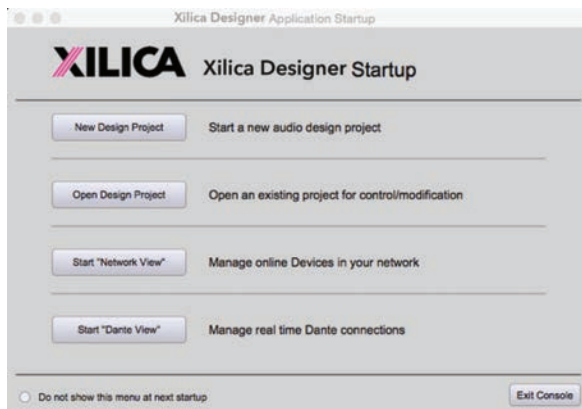 Xilica Designer Application Startup
XILICA Xilica Designer Startup
New Design Project Start a new audio design project
Open Design Project Open an existing project for control/modification
Start "Network View" Manage online Devices in your network
Start "Dante View" Manage real time Dante connections
Do not show this menu at next startup Exit Console